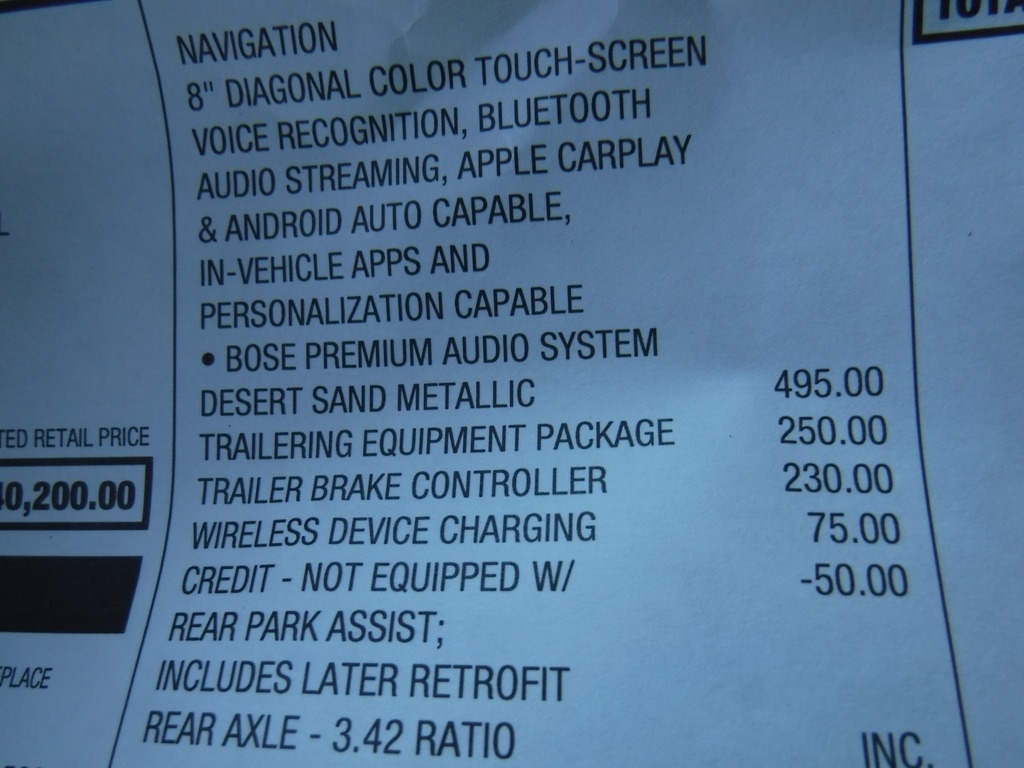 NAVIGATION
8" DIAGONAL COLOR TOUCH-SCREEN
VOICE RECOGNITION, BLUETOOTH
AUDIO STREAMING, APPLE CARPLAY
& ANDROID AUTO CAPABLE,
IN-VEHICLE APPS AND
PERSONALIZATION CAPABLE
• BOSE PREMIUM AUDIO SYSTEM
DESERT SAND METALLIC 495.00
TRAILERING EQUIPMENT PACKAGE 250.00
TRAILER BRAKE CONTROLLER 230.00
WIRELESS DEVICE CHARGING 75.00
CREDIT - NOT EQUIPPED W/ -50.00
REAR PARK ASSIST;
INCLUDES LATER RETROFIT
REAR AXLE - 3.42 RATIO INC.
RETAIL PRICE
0,200.00